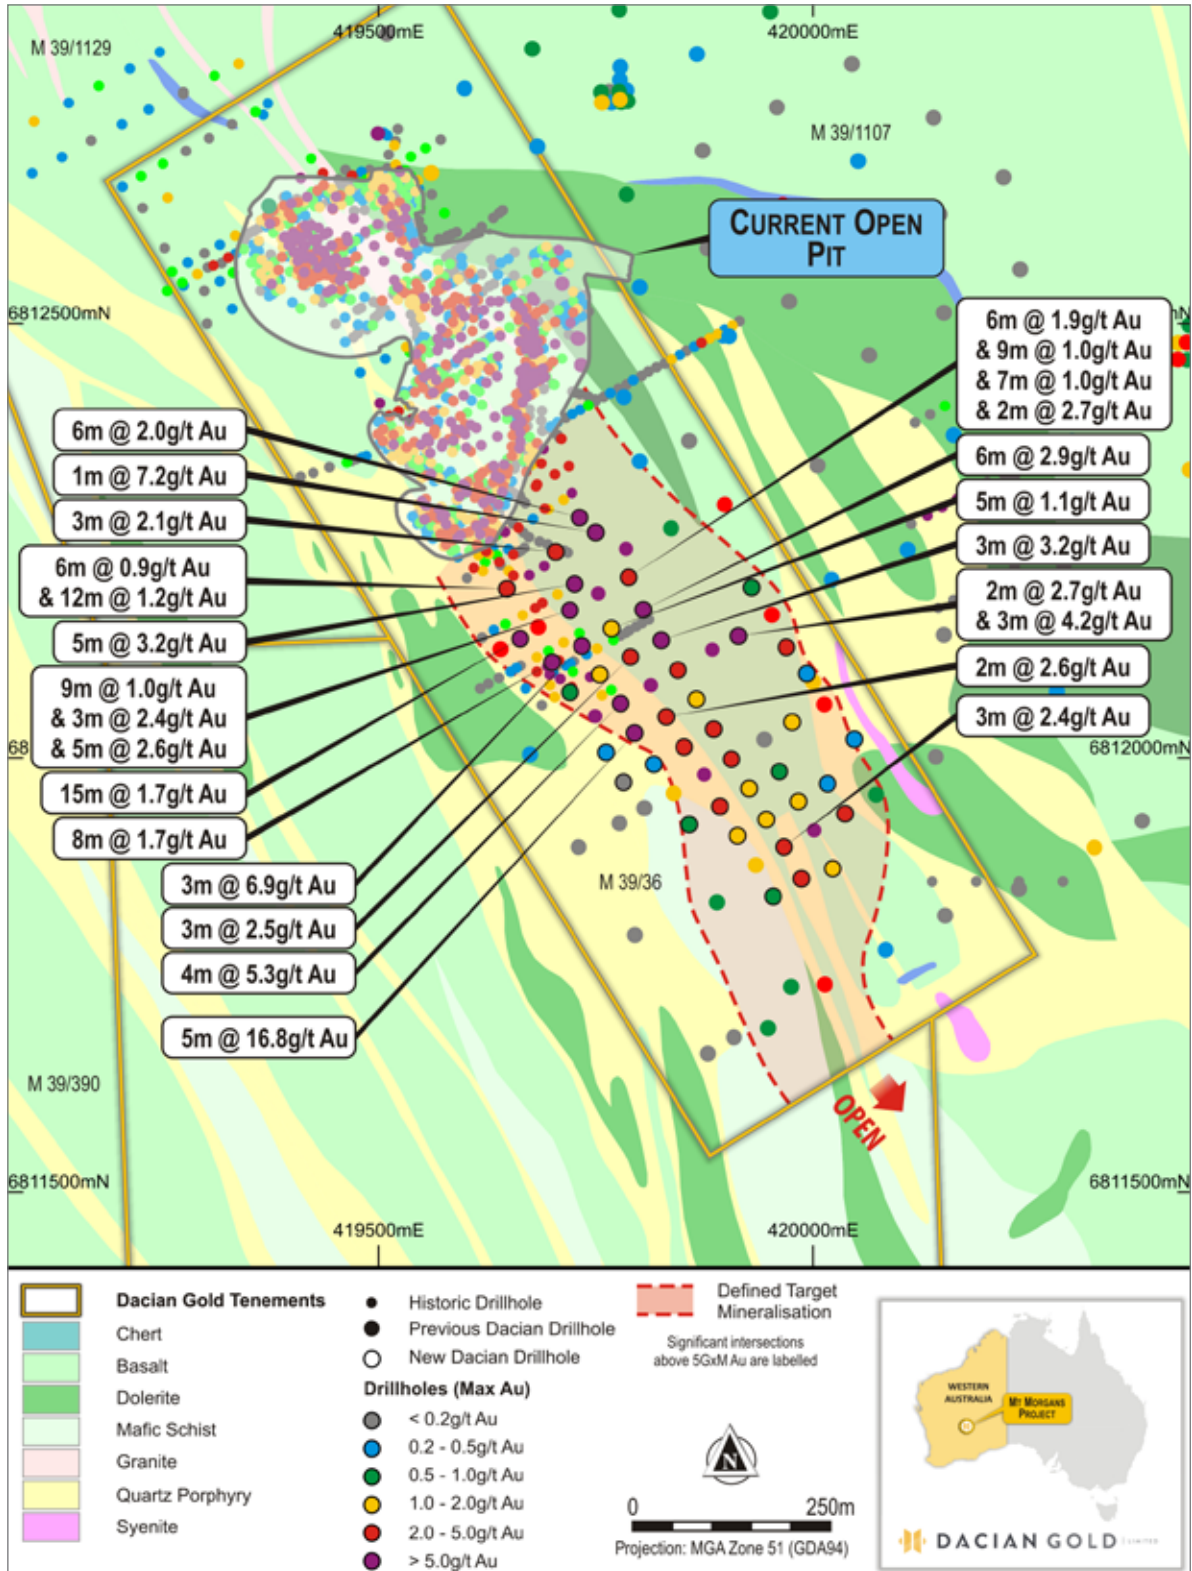 419500mE
420000mE
M 39/1129
M 39/1107
CURRENT OPEN
PIT
6812500mN
mN
6m @ 1.9g/t Au
& 9m @ 1.0g/t Au
& 7m @ 1.0g/t Au
& 2m @ 2.7g/t Au
6m @ 2.9g/t Au
5m @ 1.1g/t Au
3m @ 3.2g/t Au
2m @ 2.7g/t Au
& 3m @ 4.2g/t Au
2m @ 2.6g/t Au
3m @ 2.4g/t Au
6m @ 2.0g/t Au
1m @ 7.2g/t Au
3m @ 2.1g/t Au
6m @ 0.9g/t Au
& 12m @ 1.2g/t Au
5m @ 3.2g/t Au
9m @ 1.0g/t Au
& 3m @ 2.4g/t Au
& 5m @ 2.6g/t Au
15m @ 1.7g/t Au
8m @ 1.7g/t Au
3m @ 6.9g/t Au
3m @ 2.5g/t Au
4m @ 5.3g/t Au
5m @ 16.8g/t Au
68
6812000mN
M 39/36
M 39/390
OPEN
6811500mN
6811500mN
419500mE
420000mE
Dacian Gold Tenements
Chert
Basalt
Dolerite
Mafic Schist
Granite
Quartz Porphyry
Syenite
Historic Drillhole
Previous Dacian Drillhole
New Dacian Drillhole
Drillholes (Max Au)
< 0.2g/t Au
0.2 - 0.5g/t Au
0.5 - 1.0g/t Au
1.0 - 2.0g/t Au
2.0 - 5.0g/t Au
> 5.0g/t Au
Defined Target
Mineralisation
Significant intersections
above 5GxM Au are labelled
N
0 250m
Projection: MGA Zone 51 (GDA94)
WESTERN
AUSTRALIA
MT MORGANS
PROJECT
DACIAN GOLD LIMITED